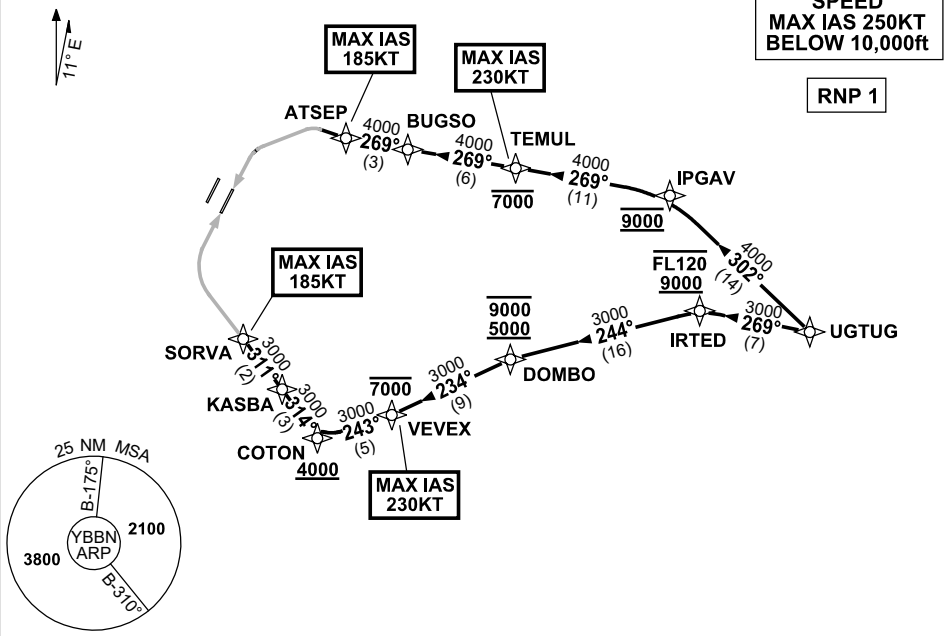 SPEED
MAX IAS 250KT
BELOW 10,000ft
RNP 1
11° E
MAX IAS
185KT
MAX IAS
230KT
ATSEP
4000
269°
(3)
BUGSO
4000
269°
(6)
TEMUL
7000
4000
269°
(11)
IPGAV
9000
4000
302°
(14)
UGTUG
3000
269°
(7)
FL120
9000
IRTED
3000
244°
(16)
9000
5000
DOMBO
3000
234°
(9)
7000
VEVEX
MAX IAS
230KT
3000
243°
(5)
COTON
4000
3000
314°
(3)
KASBA
3000
311°
(2)
SORVA
MAX IAS
185KT
25 NM MSA
B-175°
2100
YBBN
ARP
3800
B-310°